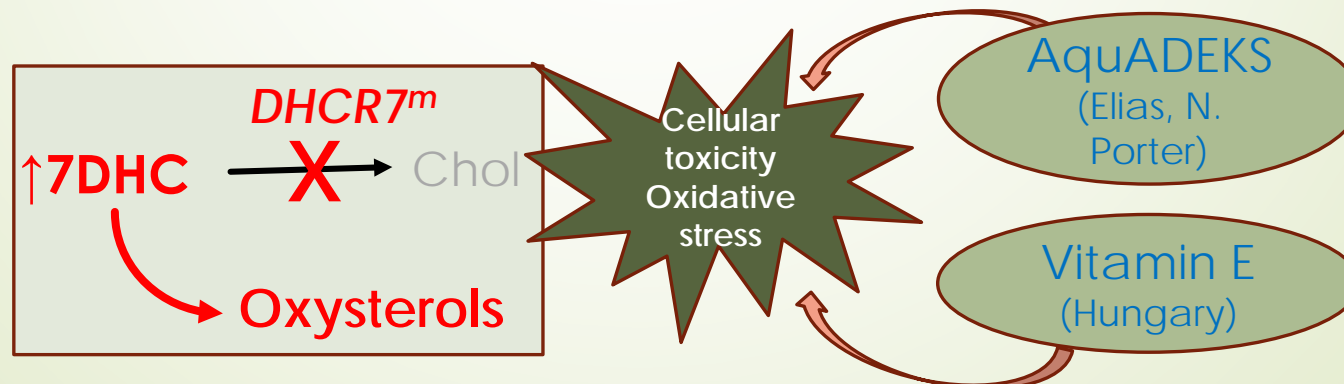 DHCR7ᵐ
↑7DHC
X
Chol
Oxysterols
Cellular
toxicity
Oxidative
stress
AquADEKS
(Elias, N.
Porter)
Vitamin E
(Hungary)